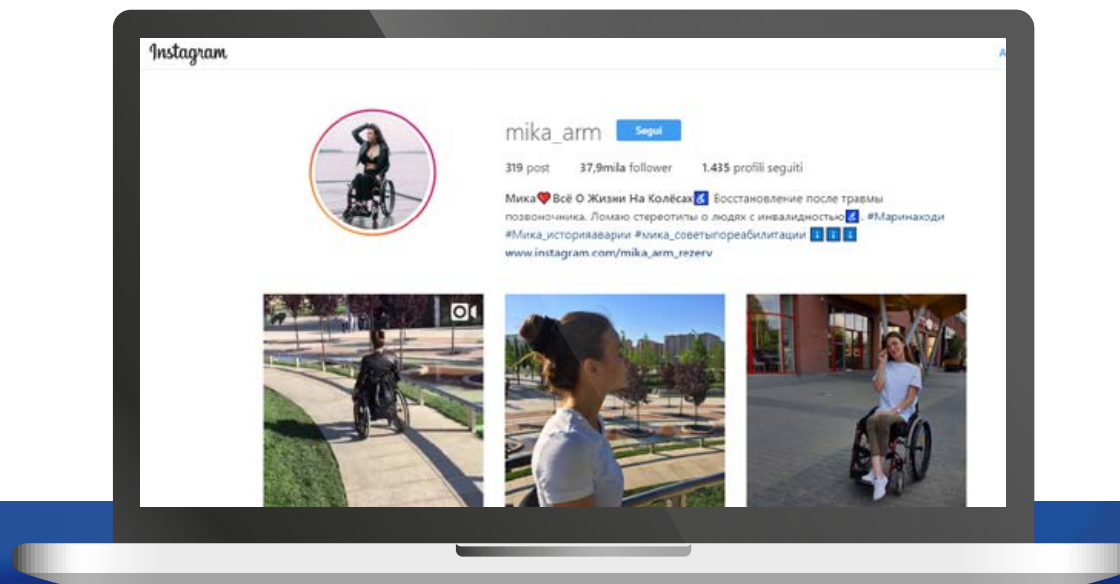 Instagram
A
mika_arm Segui
319 post 37,9mila follower 1.435 profili seguiti
Мика❤️Всё О Жизни На Колёсах♿ Восстановление после травмы
позвоночника. Ломаю стереотипы о людях с инвалидностью♿. #Маринаходи
#Мика_историяаварии #мика_советыпореабилитации ⬇️⬇️⬇️
www.instagram.com/mika_arm_rezerv